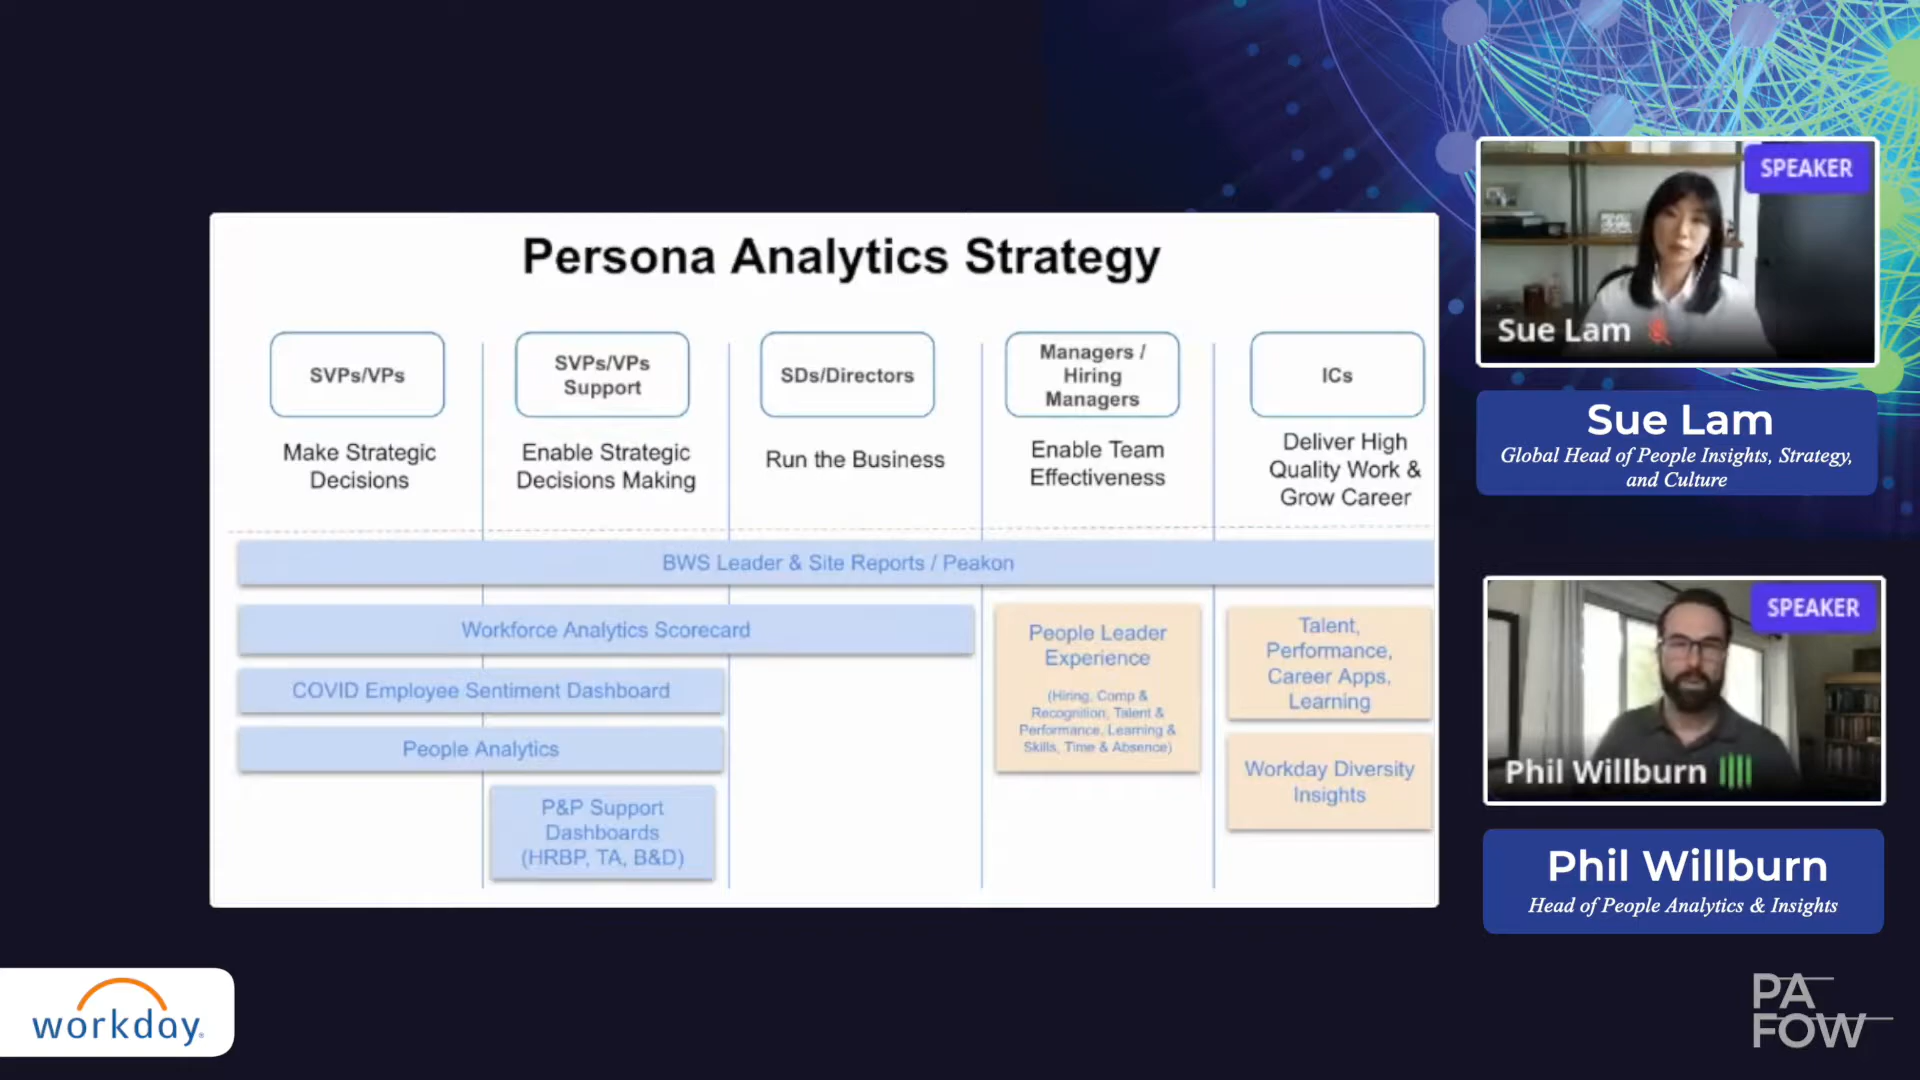 Persona Analytics Strategy
SVPs/VPs
Make Strategic
Decisions
SVPs/VPs
Support
Enable Strategic
Decisions Making
SDs/Directors
Run the Business
Managers /
Hiring
Managers
Enable Team
Effectiveness
ICs
Deliver High
Quality Work &
Grow Career
BWS Leader & Site Reports / Peakon
Workforce Analytics Scorecard
COVID Employee Sentiment Dashboard
People Analytics
P&P Support
Dashboards
(HRBP, TA, B&D)
People Leader
Experience
(Hiring, Comp &
Recognition, Talent &
Performance, Learning &
Skills, Time & Absence)
Talent,
Performance,
Career Apps,
Learning
Workday Diversity
Insights
SPEAKER
Sue Lam
Sue Lam
Global Head of People Insights, Strategy,
and Culture
SPEAKER
Phil Willburn
Phil Willburn
Head of People Analytics & Insights
workday.
PA
FOW